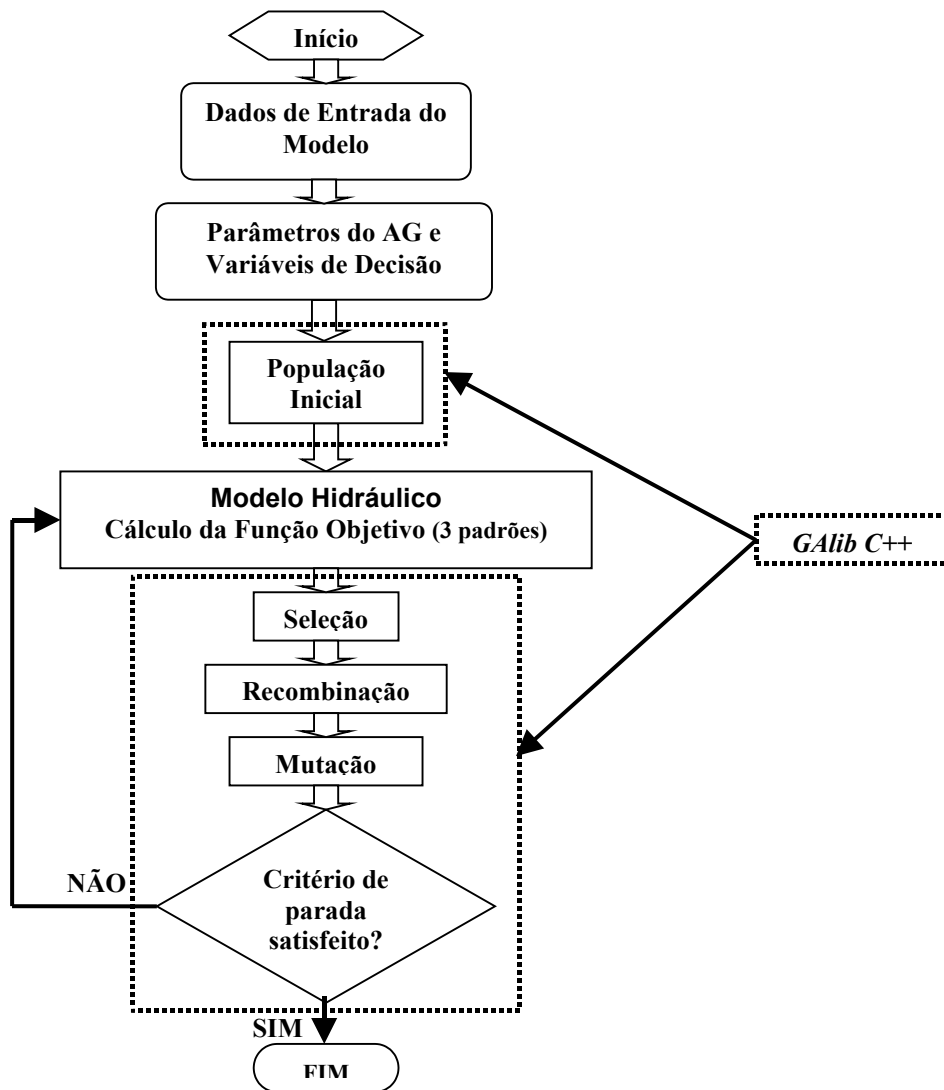 Início
Dados de Entrada do
Modelo
Parâmetros do AG e
Variáveis de Decisão
População
Inicial
Modelo Hidráulico
Cálculo da Função Objetivo (3 padrões)
GAlib C++
Seleção
Recombinação
Mutação
Critério de
parada
satisfeito?
NÃO
SIM
FIM